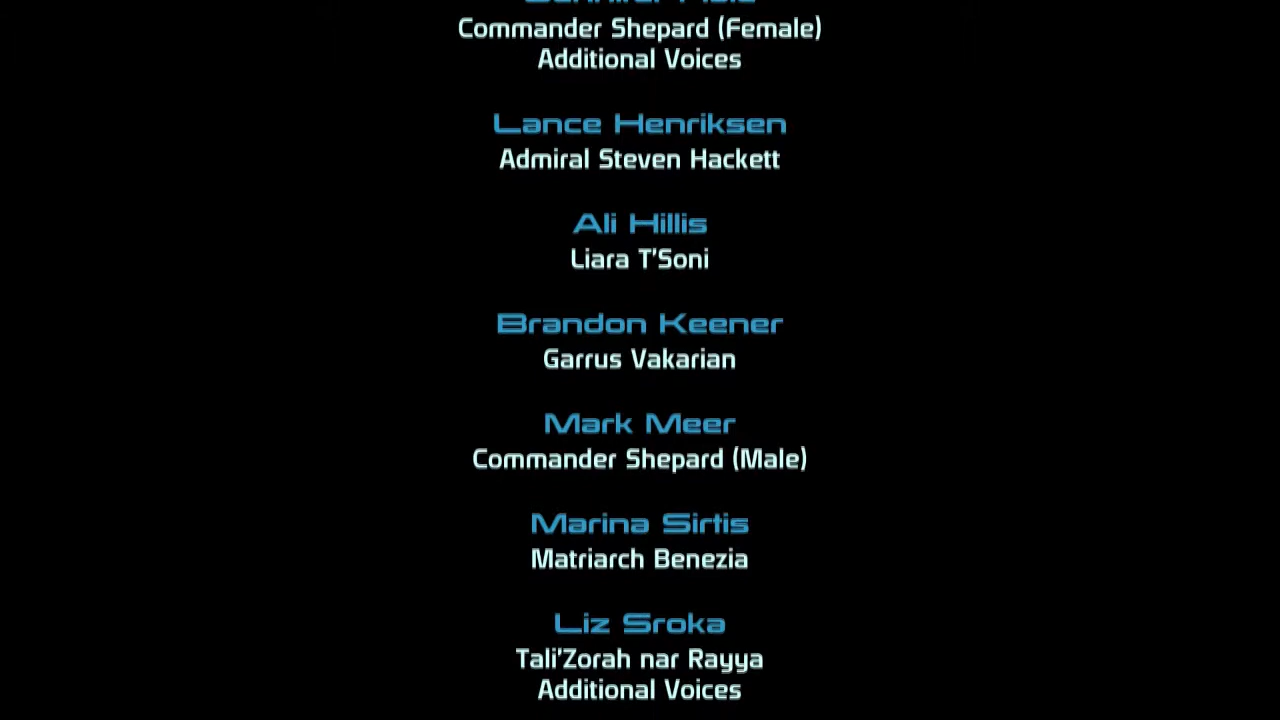 Commander Shepard (Female)
Additional Voices
Lance Henriksen
Admiral Steven Hackett
Ali Hillis
Liara T'Soni
Brandon Keener
Garrus Vakarian
Mark Meer
Commander Shepard (Male)
Marina Sirtis
Matriarch Benezia
Liz Sroka
Tali'Zorah nar Rayya
Additional Voices